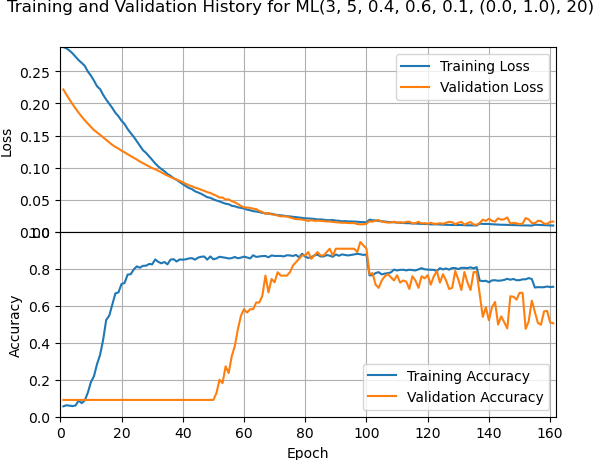 Training and Validation History for ML(3, 5, 0.4, 0.6, 0.1, (0.0, 1.0), 20)
Training Loss
Validation Loss
Loss
0.25
0.20
0.15
0.10
0.05
0.00
1.0
0.8
0.6
0.4
0.2
0.0
Accuracy
Training Accuracy
Validation Accuracy
0 20 40 60 80 100 120 140 160
Epoch